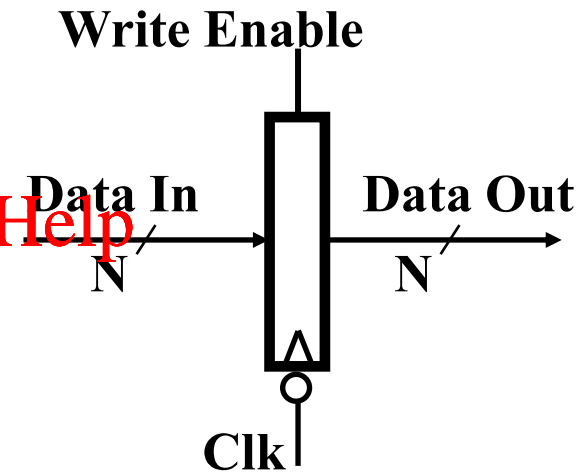 Write Enable
Data In
Data Out
Help
N
N
Clk